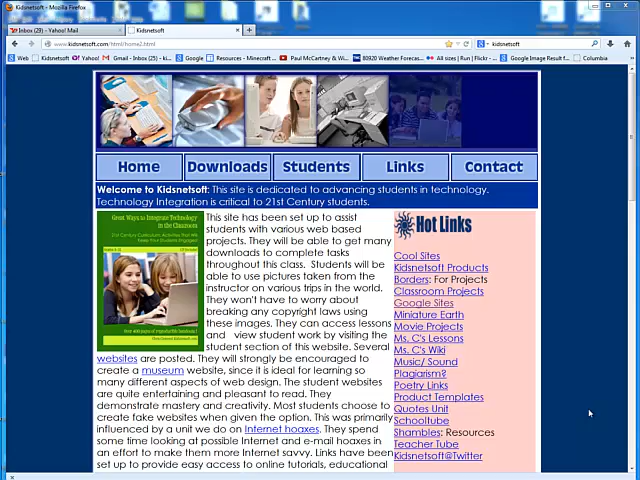 Kidsnetsoft - Mozilla Firefox
Inbox (29) - Yahoo! Mail
Kidsnetsoft
www.kidsnetsoft.com/html/home2.html
kidsnetsoft
Web Kidsnetsoft Yahoo! Gmail - Inbox (25) - k... Google Resources - Minecraft ... Paul McCartney & Wi... 80920 Weather Forecas... All sizes | Run | Flickr -... Google Image Result f... Columbia
Home Downloads Students Links Contact
Welcome to Kidsnetsoft: This site is dedicated to advancing students in technology.
Technology Integration is critical to 21st Century students.
Great Ways to Integrate Technology
in the Classroom
This site has been set up to assist
students with various web based
projects. They will be able to get many
downloads to complete tasks
throughout this class. Students will be
able to use pictures taken from the
instructor on various trips in the world.
They won't have to worry about
breaking any copyright laws using
these images. They can access lessons
and view student work by visiting the
student section of this website. Several
websites are posted. They will strongly be encouraged to
create a museum website, since it is ideal for learning so
many different aspects of web design. The student websites
are quite entertaining and pleasant to read. They
demonstrate mastery and creativity. Most students choose to
create fake websites when given the option. This was primarily
influenced by a unit we do on Internet hoaxes. They spend
some time looking at possible Internet and e-mail hoaxes in
an effort to make them more Internet savvy. Links have been
set up to provide easy access to online tutorials, educational
Hot Links
Cool Sites
Kidsnetsoft Products
Borders: For Projects
Classroom Projects
Google Sites
Miniature Earth
Movie Projects
Ms. C's Lessons
Ms. C's Wiki
Music/ Sound
Plagiarism?
Poetry Links
Product Templates
Quotes Unit
Schooltube
Shambles: Resources
Teacher Tube
Kidsnetsoft@Twitter